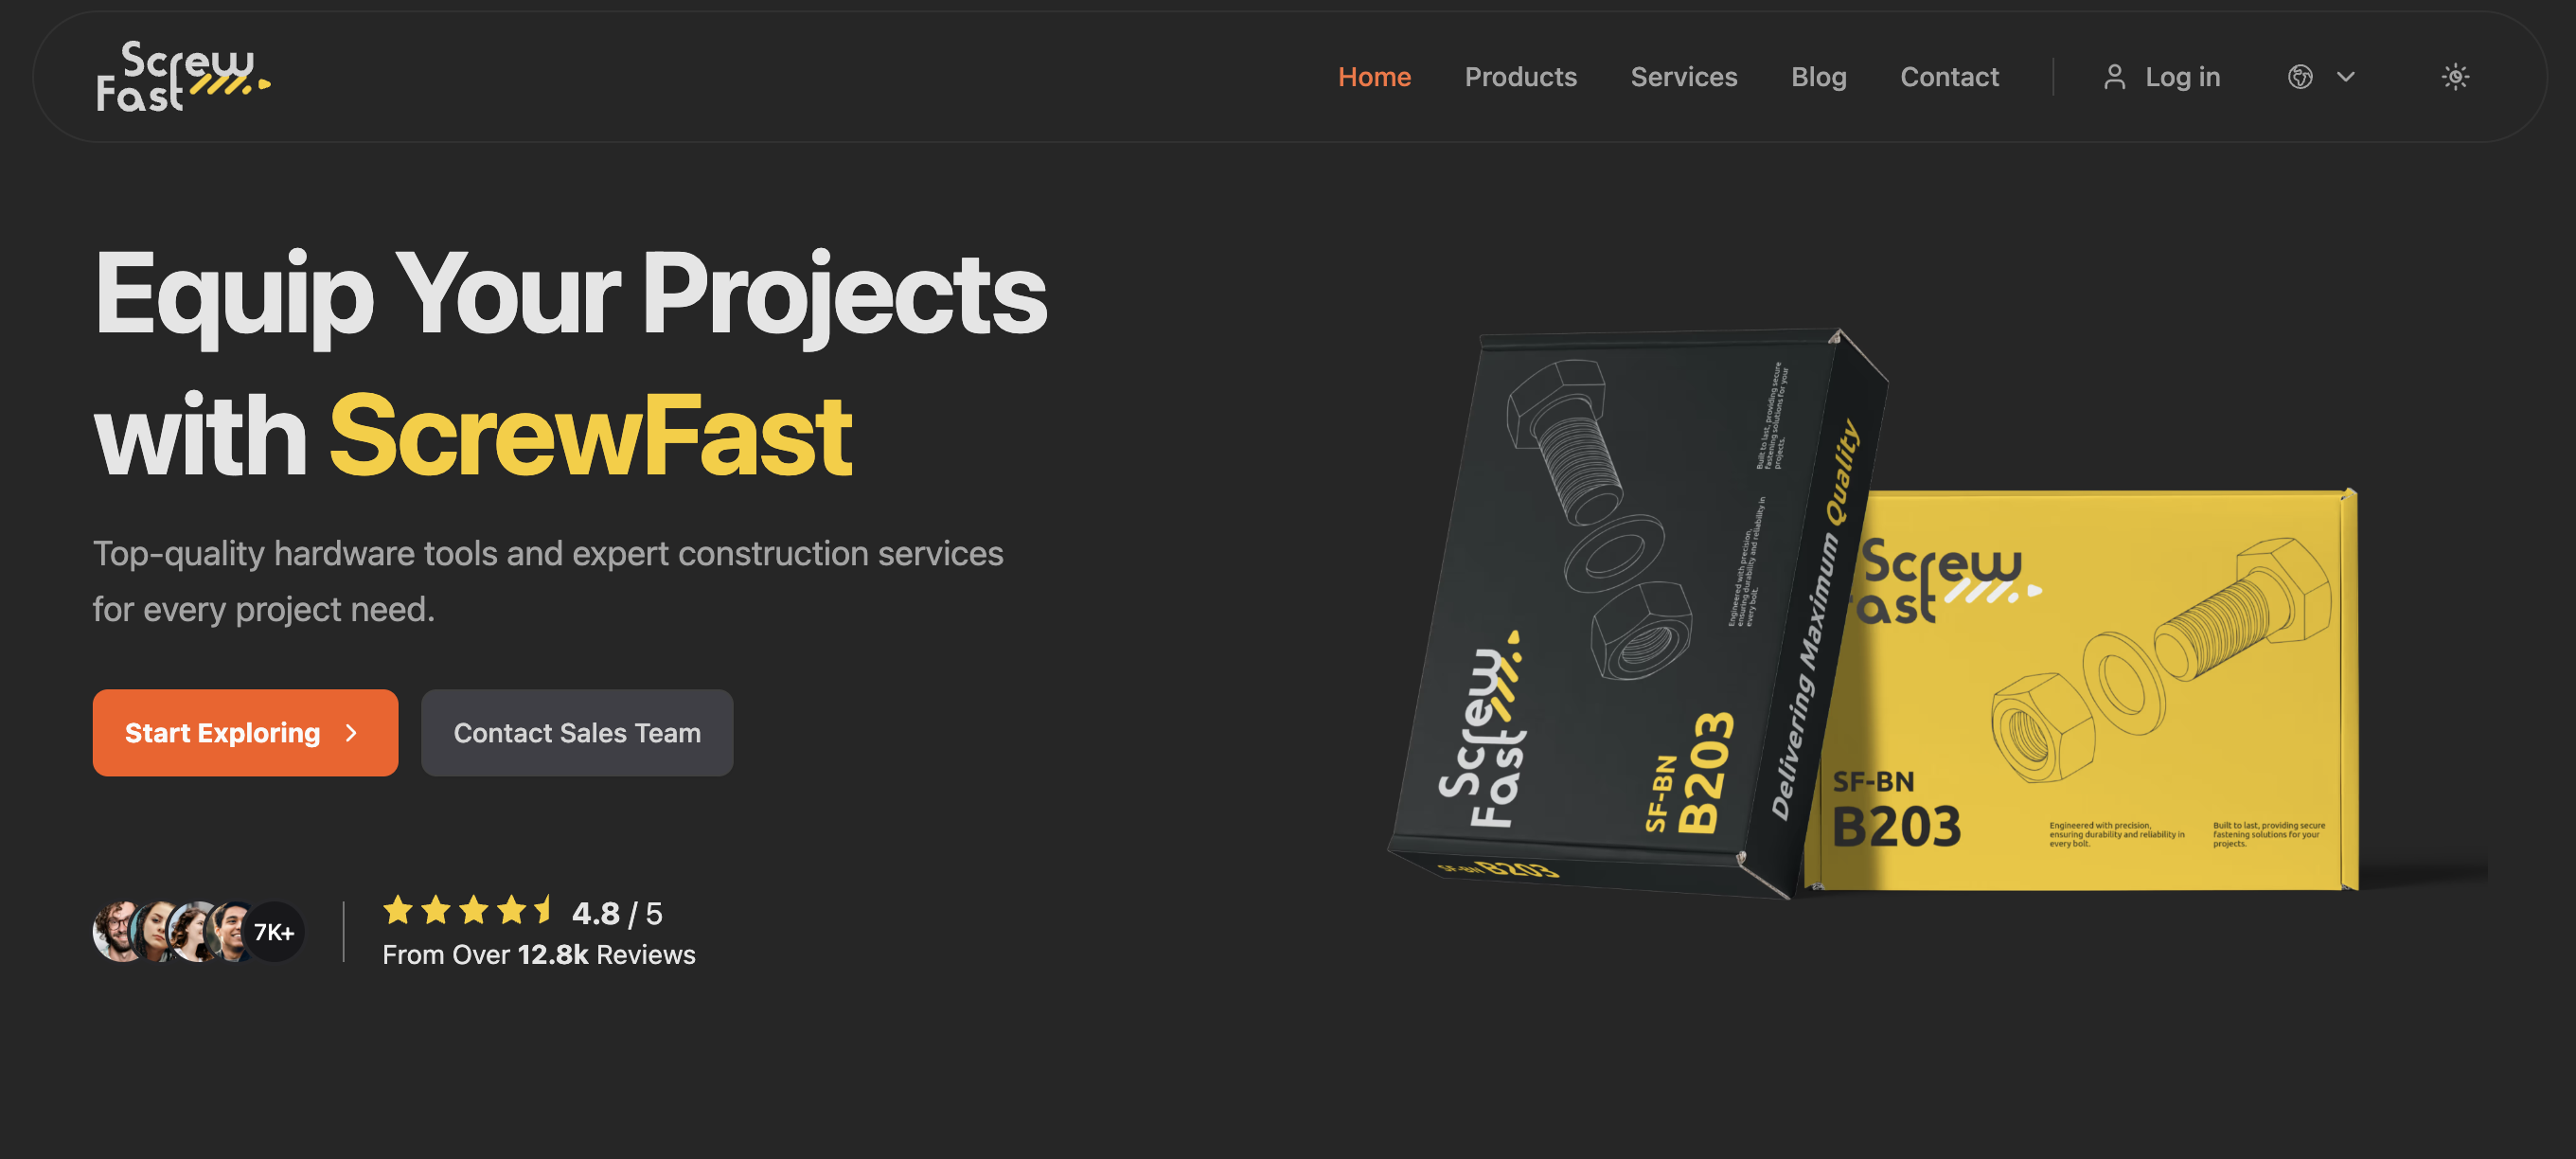 Screw
Fast
Home
Products
Services
Blog
Contact
Log in
Equip Your Projects
with ScrewFast
Top-quality hardware tools and expert construction services
for every project need.
Start Exploring
Contact Sales Team
7K+
4.8 / 5
From Over 12.8k Reviews
Built to last, providing secure
fastening solutions for your
projects.
Engineered with precision,
ensuring durability and reliability in
every bolt.
Screw
Fast
SF-BN
B203
Delivering Maximum Quality
SF-BN B203
Screw
ast
SF-BN
B203
Engineered with precision,
ensuring durability and reliability in
every bolt.
Built to last, providing secure
fastening solutions for your
projects.